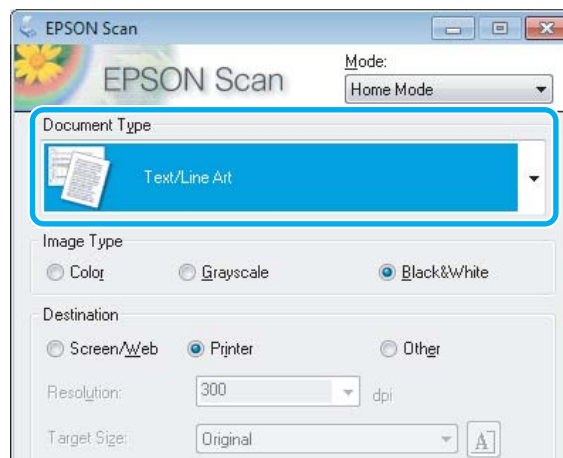 EPSON Scan
EPSON Scan
Mode:
Home Mode
Document Type
Text/Line Art
Image Type
Color
Grayscale
Black&White
Destination
Screen/Web
Printer
Other
Resolution:
300
dpi
Target Size:
Original
A